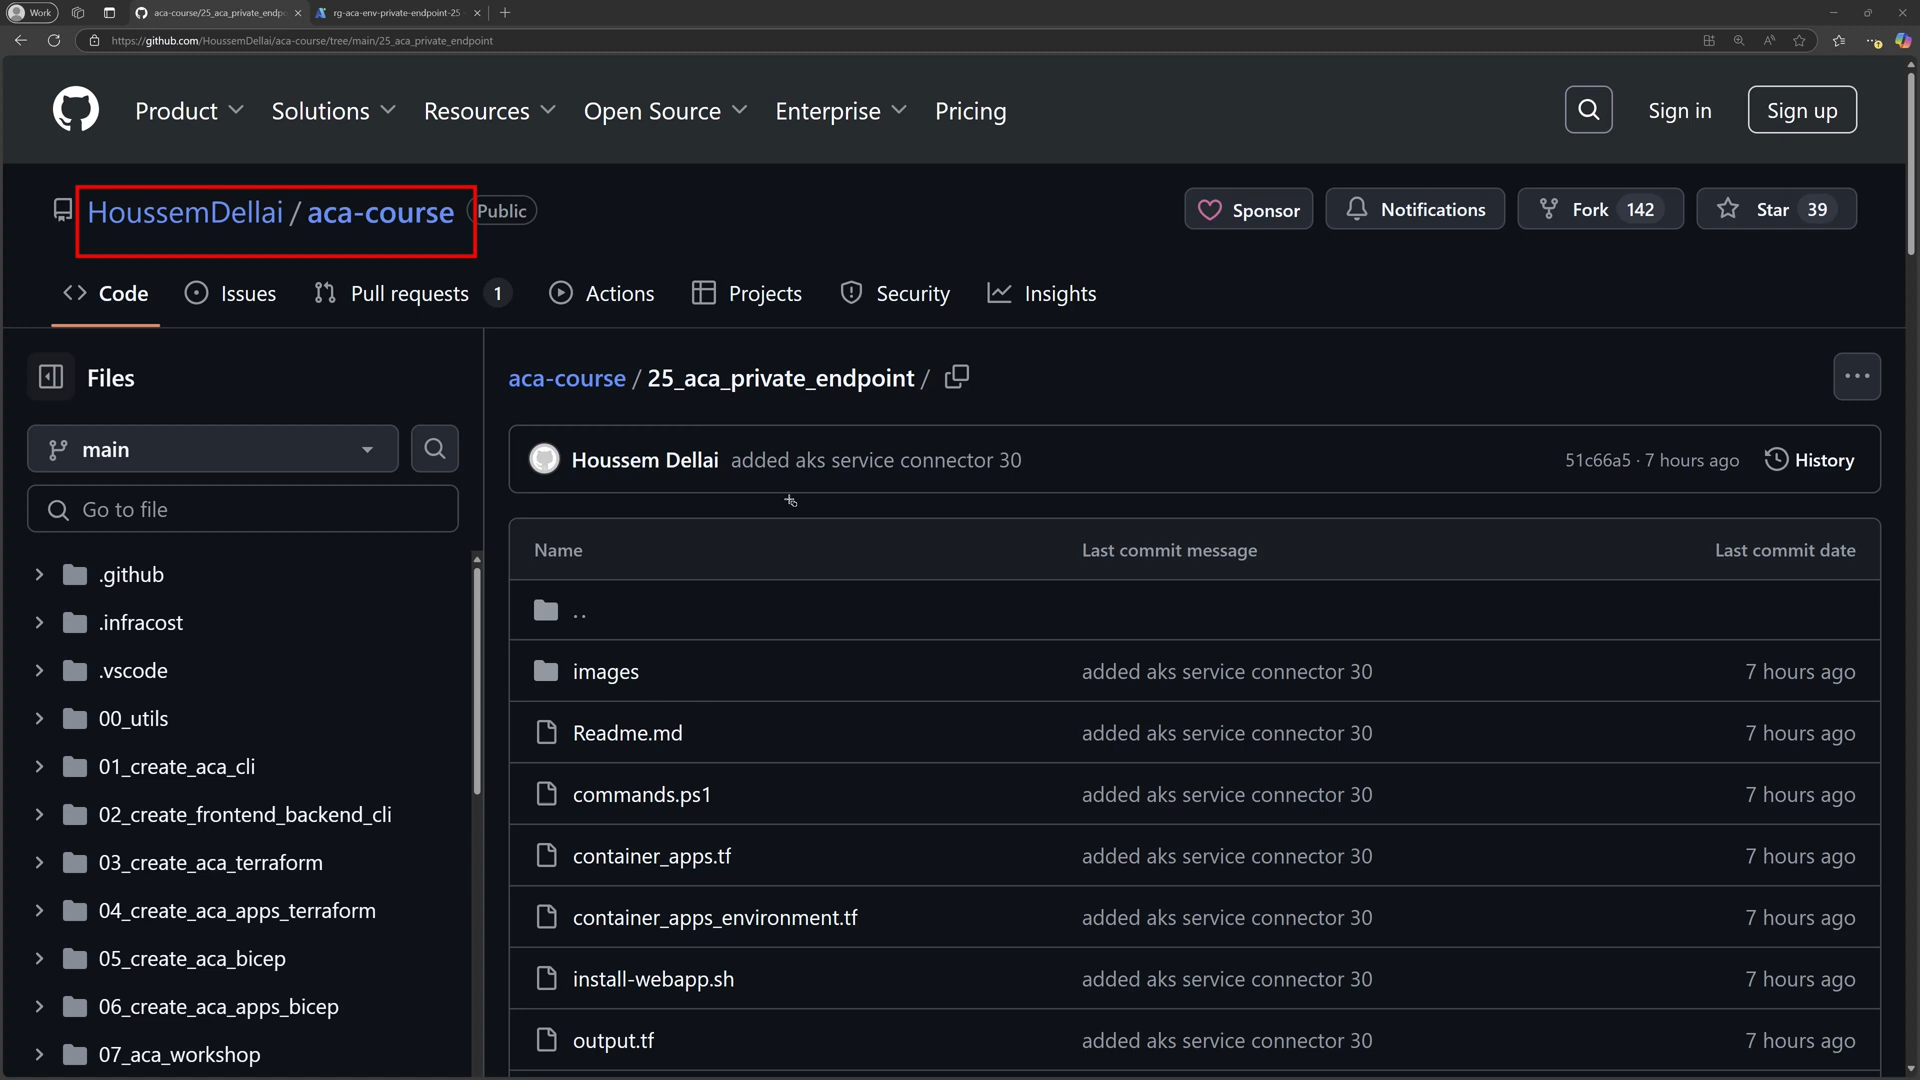 Work
aca-course/25_aca_private_endpo
rg-aca-env-private-endpoint-25
https://github.com/HoussemDellai/aca-course/tree/main/25_aca_private_endpoint
Product Solutions Resources Open Source Enterprise Pricing
Sign in
Sign up
HoussemDellai / aca-course Public
Sponsor
Notifications
Fork 142
Star 39
Code
Issues
Pull requests 1
Actions
Projects
Security
Insights
Files
main
Go to file
.github
.infracost
.vscode
00_utils
01_create_aca_cli
02_create_frontend_backend_cli
03_create_aca_terraform
04_create_aca_apps_terraform
05_create_aca_bicep
06_create_aca_apps_bicep
07_aca_workshop
aca-course / 25_aca_private_endpoint /
Houssem Dellai added aks service connector 30
51c66a5 · 7 hours ago
History
Name Last commit message Last commit date
..
images added aks service connector 30 7 hours ago
Readme.md added aks service connector 30 7 hours ago
commands.ps1 added aks service connector 30 7 hours ago
container_apps.tf added aks service connector 30 7 hours ago
container_apps_environment.tf added aks service connector 30 7 hours ago
install-webapp.sh added aks service connector 30 7 hours ago
output.tf added aks service connector 30 7 hours ago